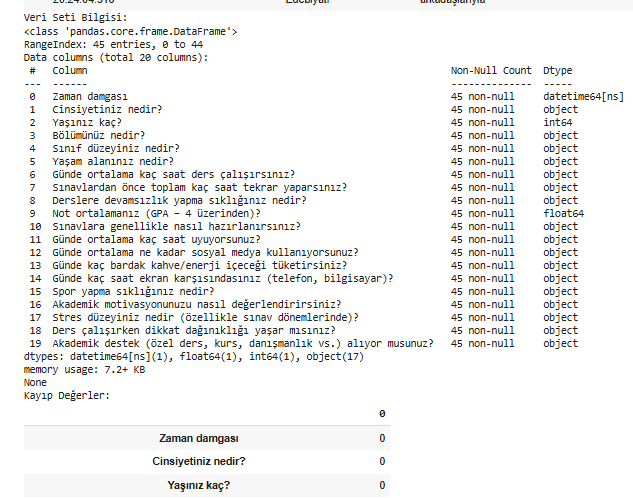 Edebiyatı arkadaşlarıyla
Veri Seti Bilgisi:
<class 'pandas.core.frame.DataFrame'>
RangeIndex: 45 entries, 0 to 44
Data columns (total 20 columns):
# Column Non-Null Count Dtype
--- ------ -------------- -----
0 Zaman damgası 45 non-null datetime64[ns]
1 Cinsiyetiniz nedir? 45 non-null object
2 Yaşınız kaç? 45 non-null int64
3 Bölümünüz nedir? 45 non-null object
4 Sınıf düzeyiniz nedir? 45 non-null object
5 Yaşam alanınız nedir? 45 non-null object
6 Günde ortalama kaç saat ders çalışırsınız? 45 non-null object
7 Sınavlardan önce toplam kaç saat tekrar yaparsınız? 45 non-null object
8 Derslere devamsızlık yapma sıklığınız nedir? 45 non-null object
9 Not ortalamanız (GPA – 4 üzerinden)? 45 non-null float64
10 Sınavlara genellikle nasıl hazırlanırsınız? 45 non-null object
11 Günde ortalama kaç saat uyuyorsunuz? 45 non-null object
12 Günde ortalama ne kadar sosyal medya kullanıyorsunuz? 45 non-null object
13 Günde kaç bardak kahve/enerji içeceği tüketirsiniz? 45 non-null object
14 Günde kaç saat ekran karşısındasınız (telefon, bilgisayar)? 45 non-null object
15 Spor yapma sıklığınız nedir? 45 non-null object
16 Akademik motivasyonunuzu nasıl değerlendirirsiniz? 45 non-null object
17 Stres düzeyiniz nedir (özellikle sınav dönemlerinde)? 45 non-null object
18 Ders çalışırken dikkat dağınıklığı yaşar mısınız? 45 non-null object
19 Akademik destek (özel ders, kurs, danışmanlık vs.) alıyor musunuz? 45 non-null object
dtypes: datetime64[ns](1), float64(1), int64(1), object(17)
memory usage: 7.2+ KB
None
Kayıp Değerler:
0
Zaman damgası 0
Cinsiyetiniz nedir? 0
Yaşınız kaç? 0